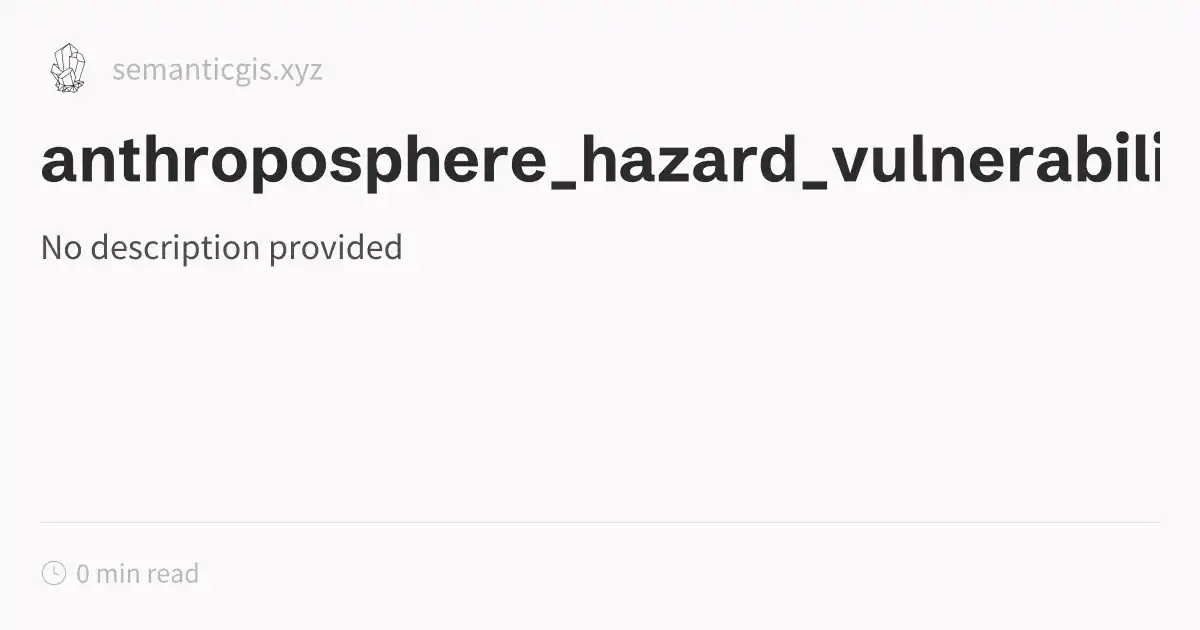 semanticgis.xyz
anthroposphere_hazard_vulnerabili
No description provided
0 min read